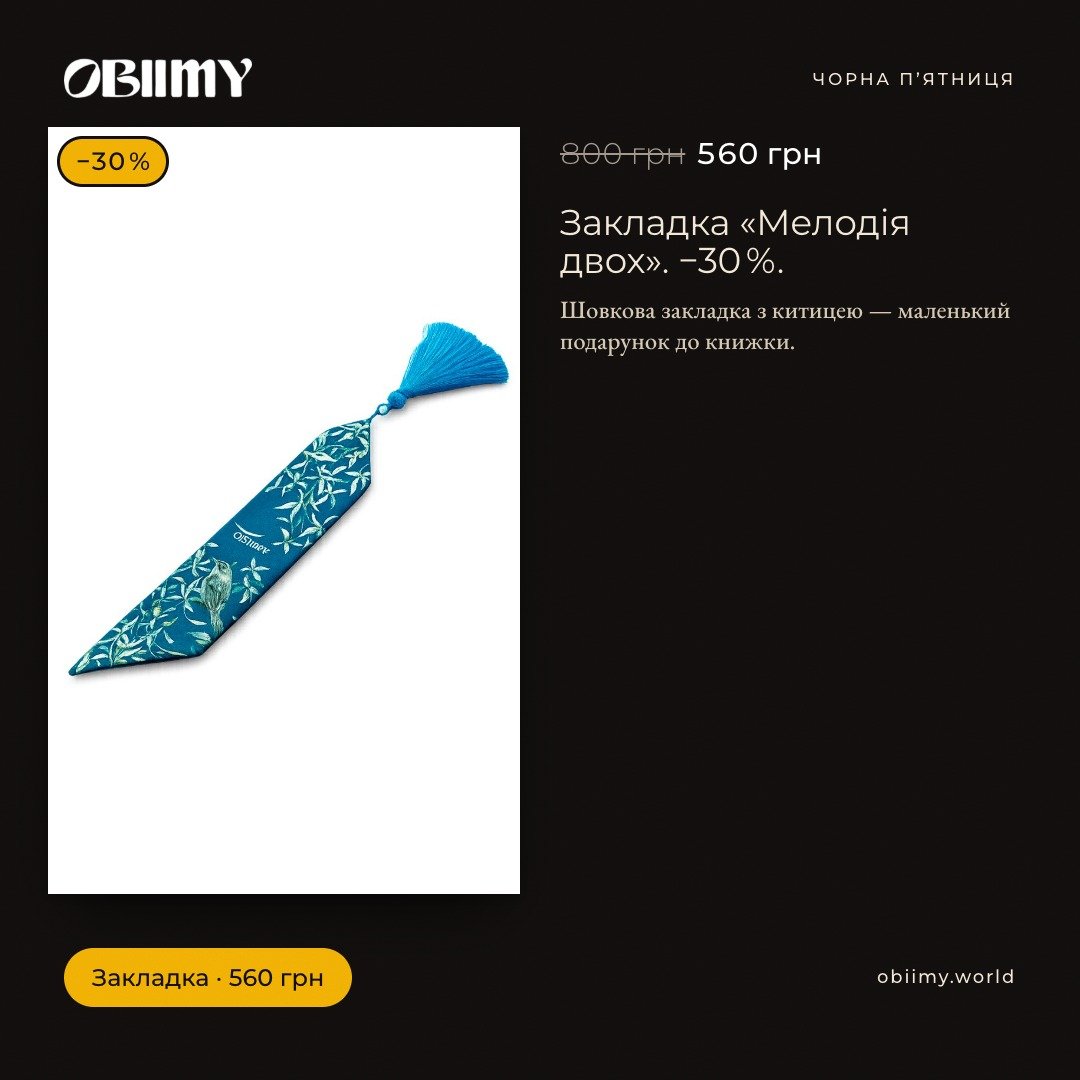 OBIIMY
ЧОРНА П’ЯТНИЦЯ
−30 %
800 грн 560 грн
Закладка «Мелодія
двох». −30 %.
Шовкова закладка з китицею — маленький
подарунок до книжки.
OBIIMY
Закладка · 560 грн
obiimy.world